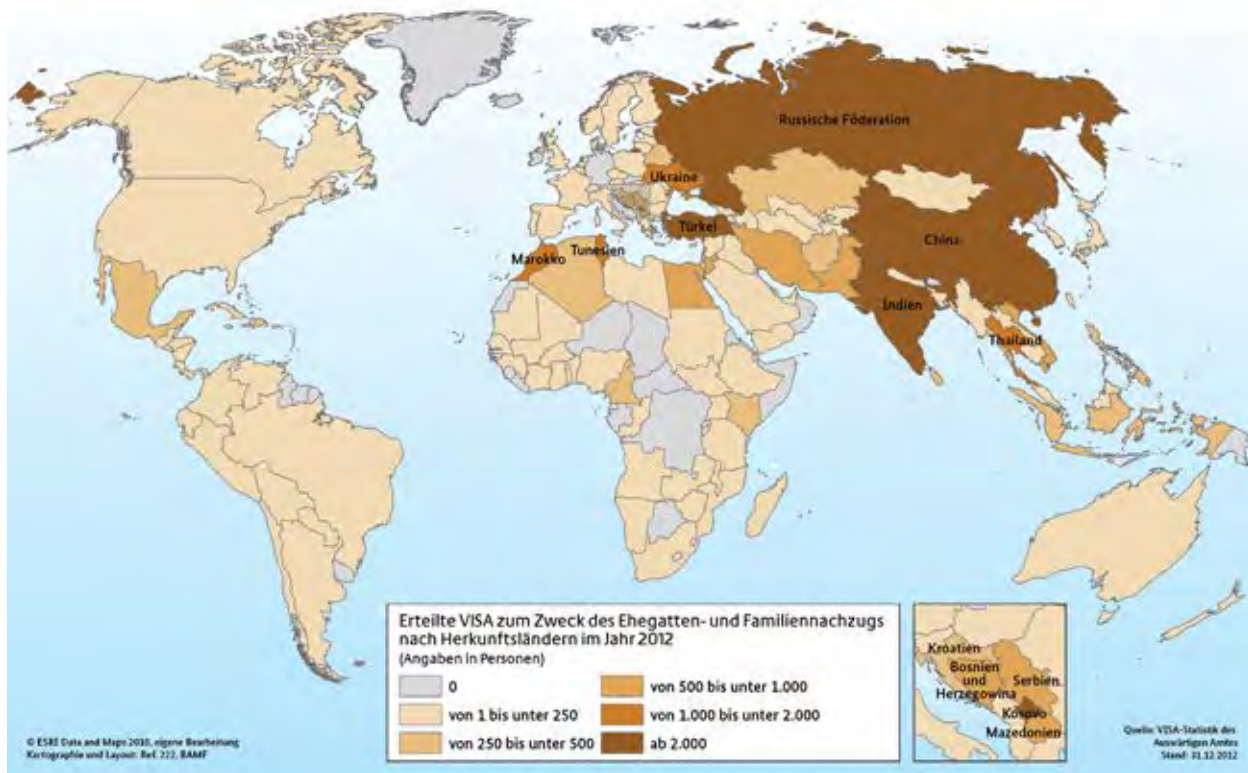 Russische Föderation
Ukraine
Türkei
China
Tunesien
Marokko
Indien
Thailand
Erteilte VISA zum Zweck des Ehegatten- und Familiennachzugs
nach Herkunftsländern im Jahr 2012
(Angaben in Personen)
0
von 1 bis unter 250
von 250 bis unter 500
von 500 bis unter 1.000
von 1.000 bis unter 2.000
ab 2.000
Kroatien
Bosnien
und
Herzegowina
Serbien
Kosovo
Mazedonien
© ESRI Data and Maps 2010, eigene Bearbeitung
Kartographie und Layout: Ref. 222, BAMF
Quelle: VISA-Statistik des
Auswärtigen Amtes
Stand: 31.12.2012